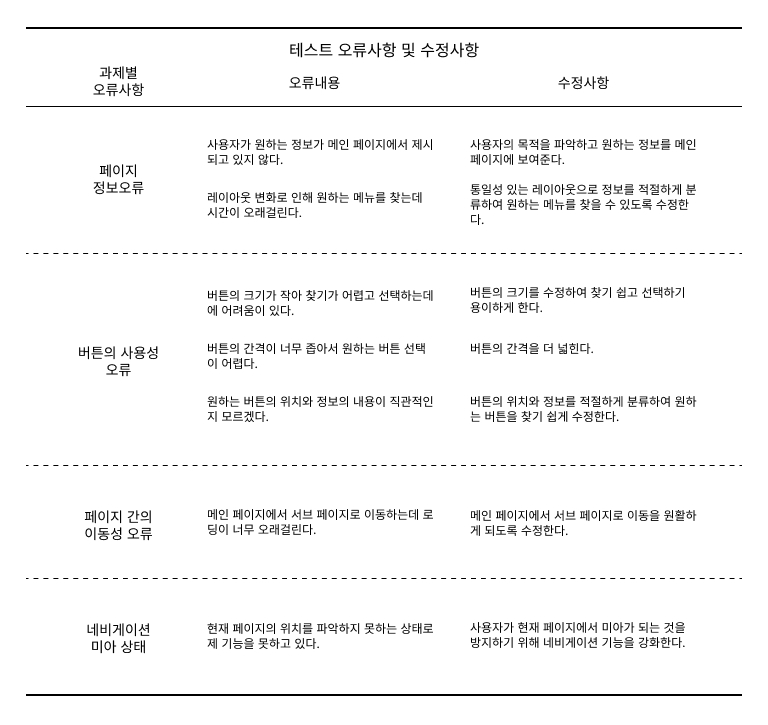 테스트 오류사항 및 수정사항
과제별
오류사항
오류내용
수정사항
페이지
정보오류
사용자가 원하는 정보가 메인 페이지에서 제시
되고 있지 않다.
사용자의 목적을 파악하고 원하는 정보를 메인
페이지에 보여준다.
레이아웃 변화로 인해 원하는 메뉴를 찾는데
시간이 오래걸린다.
통일성 있는 레이아웃으로 정보를 적절하게 분
류하여 원하는 메뉴를 찾을 수 있도록 수정한
다.
버튼의 사용성
오류
버튼의 크기가 작아 찾기가 어렵고 선택하는데
에 어려움이 있다.
버튼의 크기를 수정하여 찾기 쉽고 선택하기
용이하게 한다.
버튼의 간격이 너무 좁아서 원하는 버튼 선택
이 어렵다.
버튼의 간격을 더 넓힌다.
원하는 버튼의 위치와 정보의 내용이 직관적인
지 모르겠다.
버튼의 위치와 정보를 적절하게 분류하여 원하
는 버튼을 찾기 쉽게 수정한다.
페이지 간의
이동성 오류
메인 페이지에서 서브 페이지로 이동하는데 로
딩이 너무 오래걸린다.
메인 페이지에서 서브 페이지로 이동을 원활하
게 되도록 수정한다.
네비게이션
미아 상태
현재 페이지의 위치를 파악하지 못하는 상태로
제 기능을 못하고 있다.
사용자가 현재 페이지에서 미아가 되는 것을
방지하기 위해 네비게이션 기능을 강화한다.